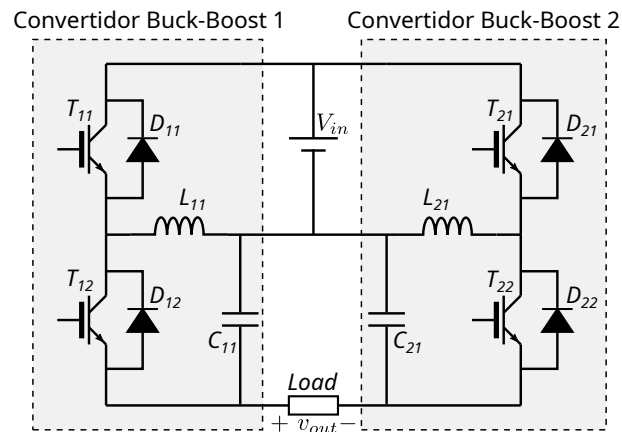 Convertidor Buck-Boost 1
Convertidor Buck-Boost 2
T11
D11
Vin
T21
D21
L11
L21
T12
D12
T22
D22
C11
C21
Load
+ vout −